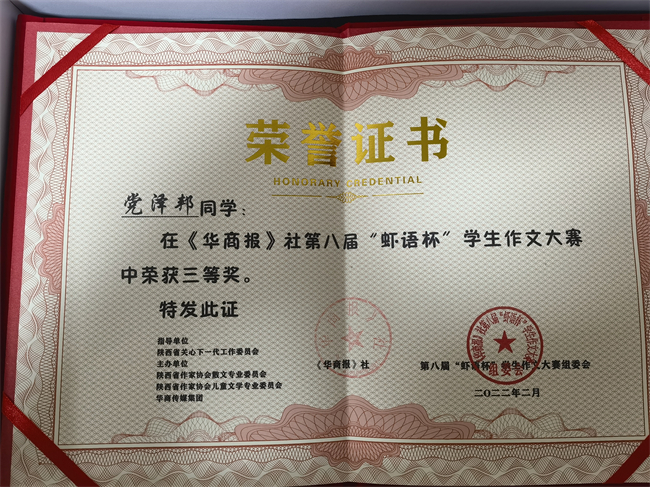 荣誉证书
HONORARY CREDENTIAL
党泽邦同学：
在《华商报》社第八届“虾语杯”学生作文大赛
中荣获三等奖。
特发此证
指导单位
陕西省关心下一代工作委员会
主办单位
陕西省作家协会散文专业委员会
陕西省作家协会儿童文学专业委员会
华商传媒集团
《华商报》社
第八届“虾语杯”学生作文大赛组委会
二〇二二年二月